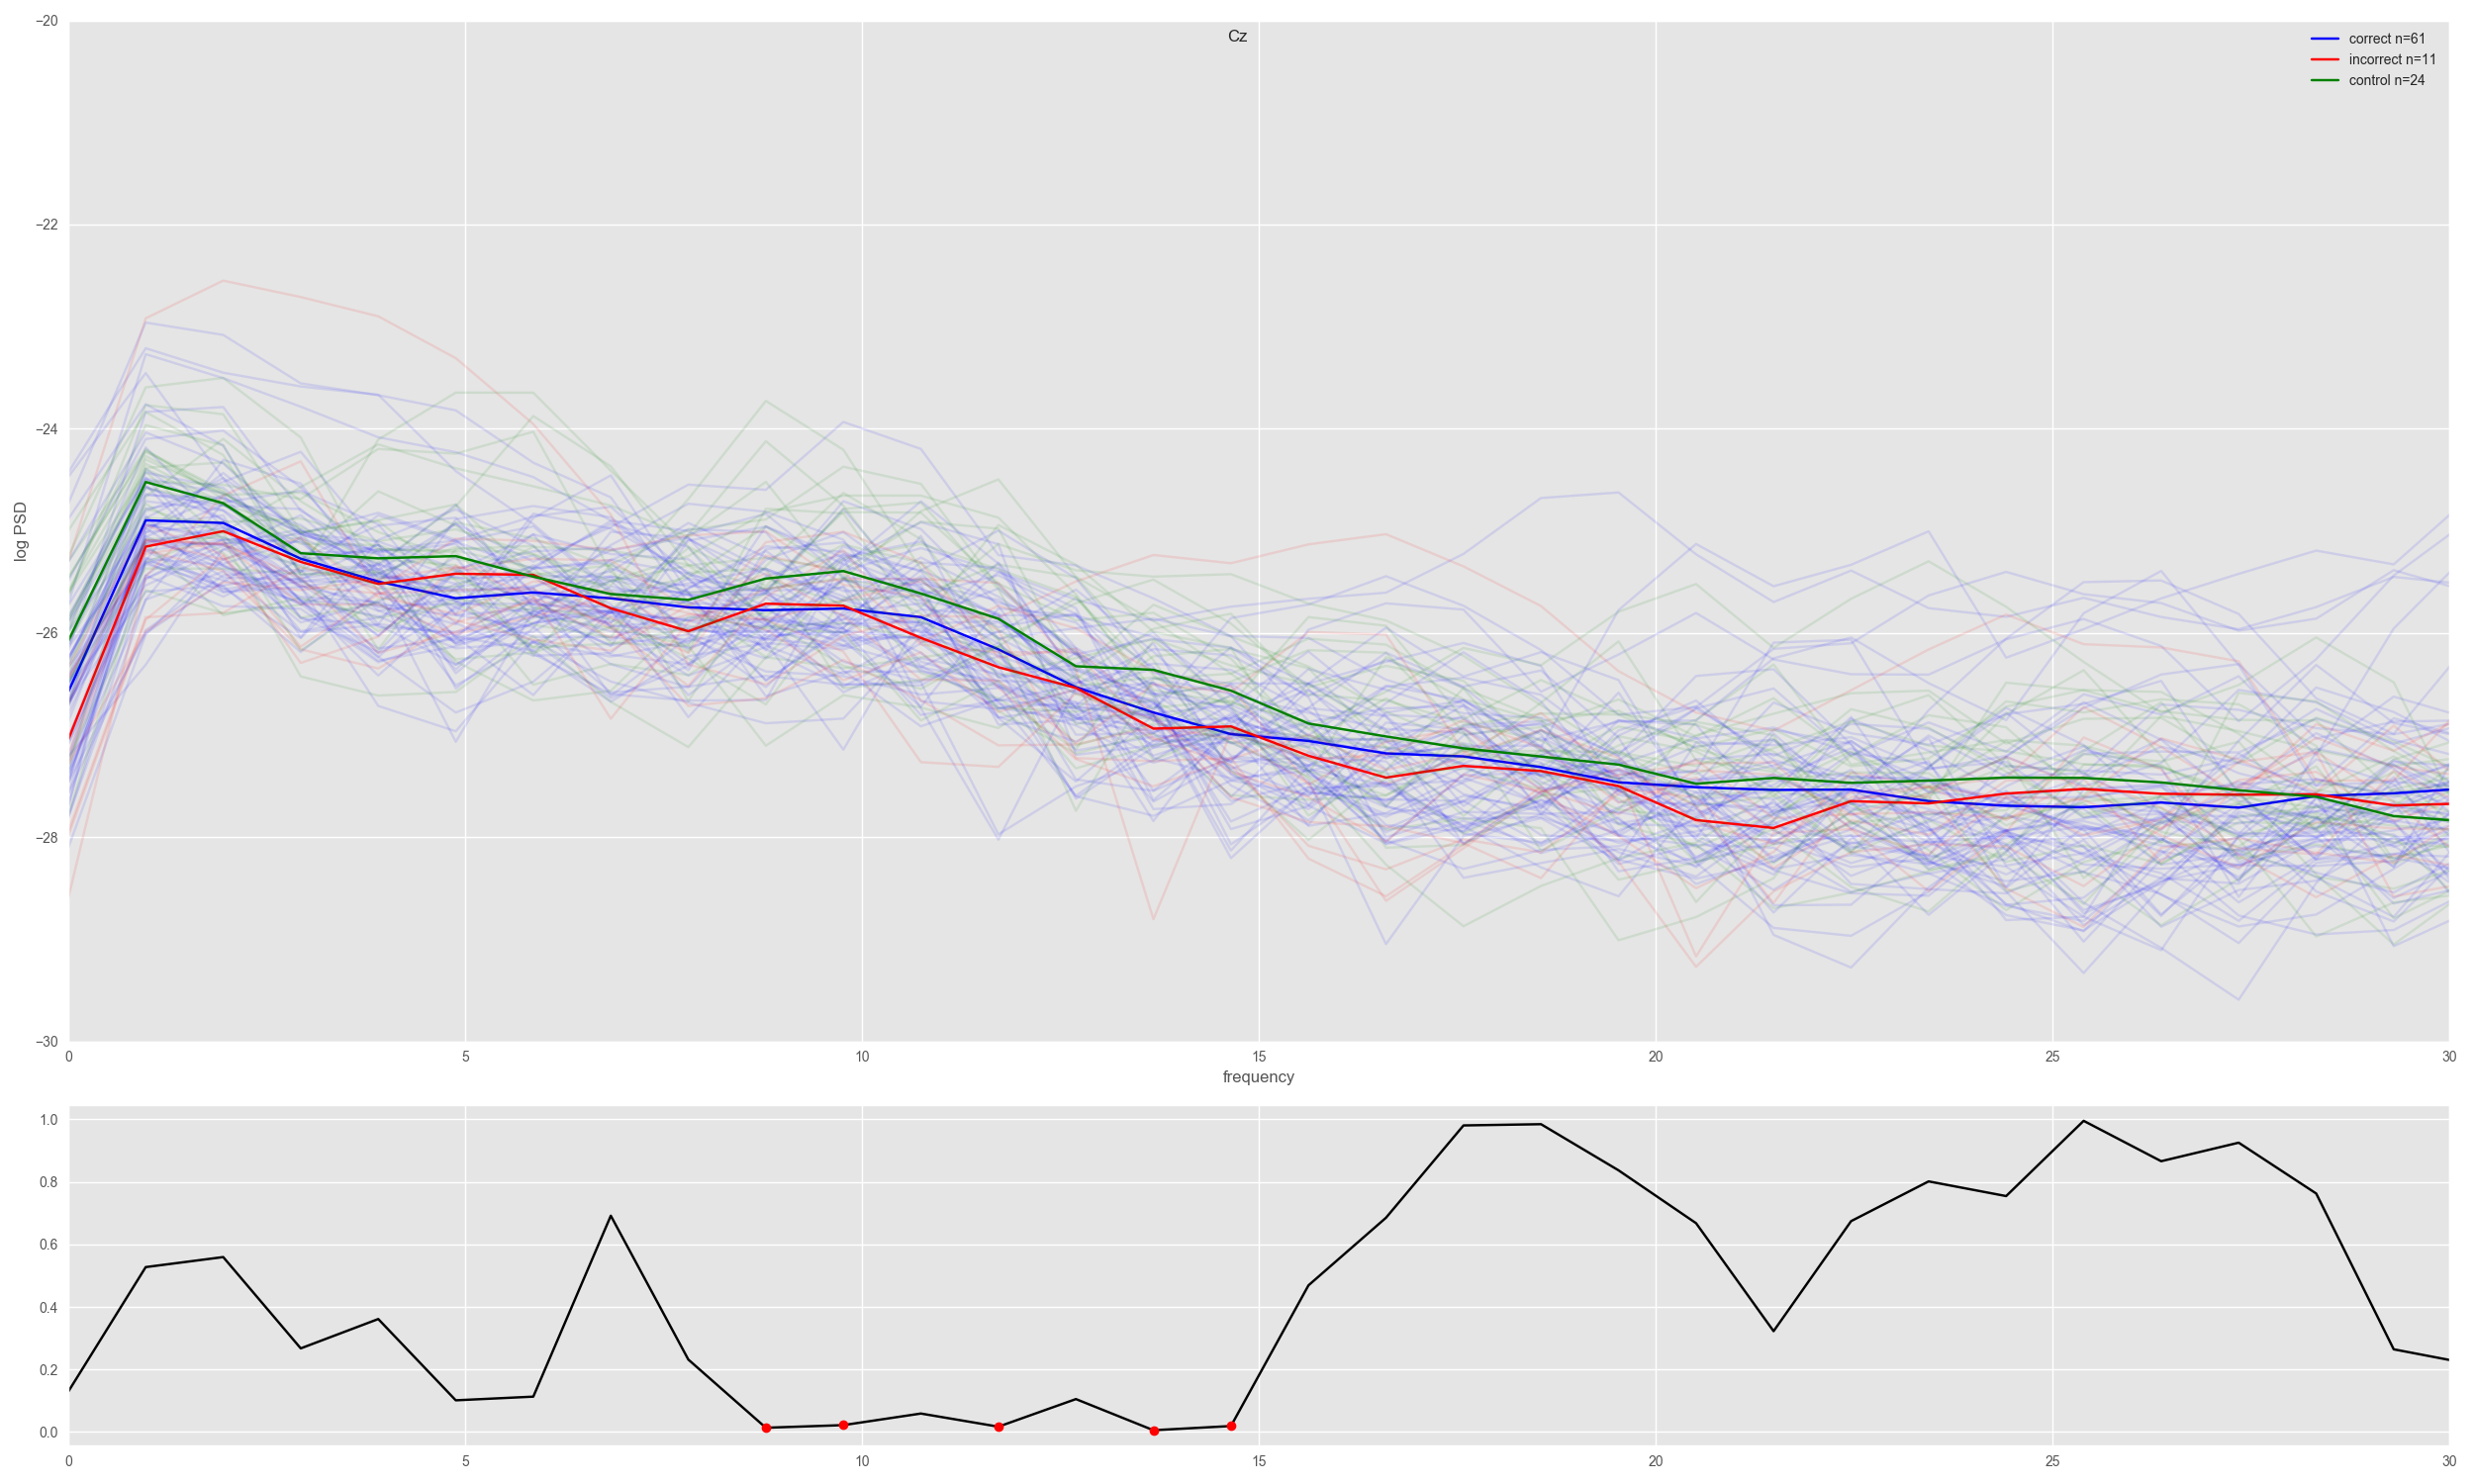 Cz
correct n=61
incorrect n=11
control n=24
−20
−22
−24
−26
−28
−30
log PSD
0 5 10 15 20 25 30
frequency
1.0
0.8
0.6
0.4
0.2
0.0
0 5 10 15 20 25 30